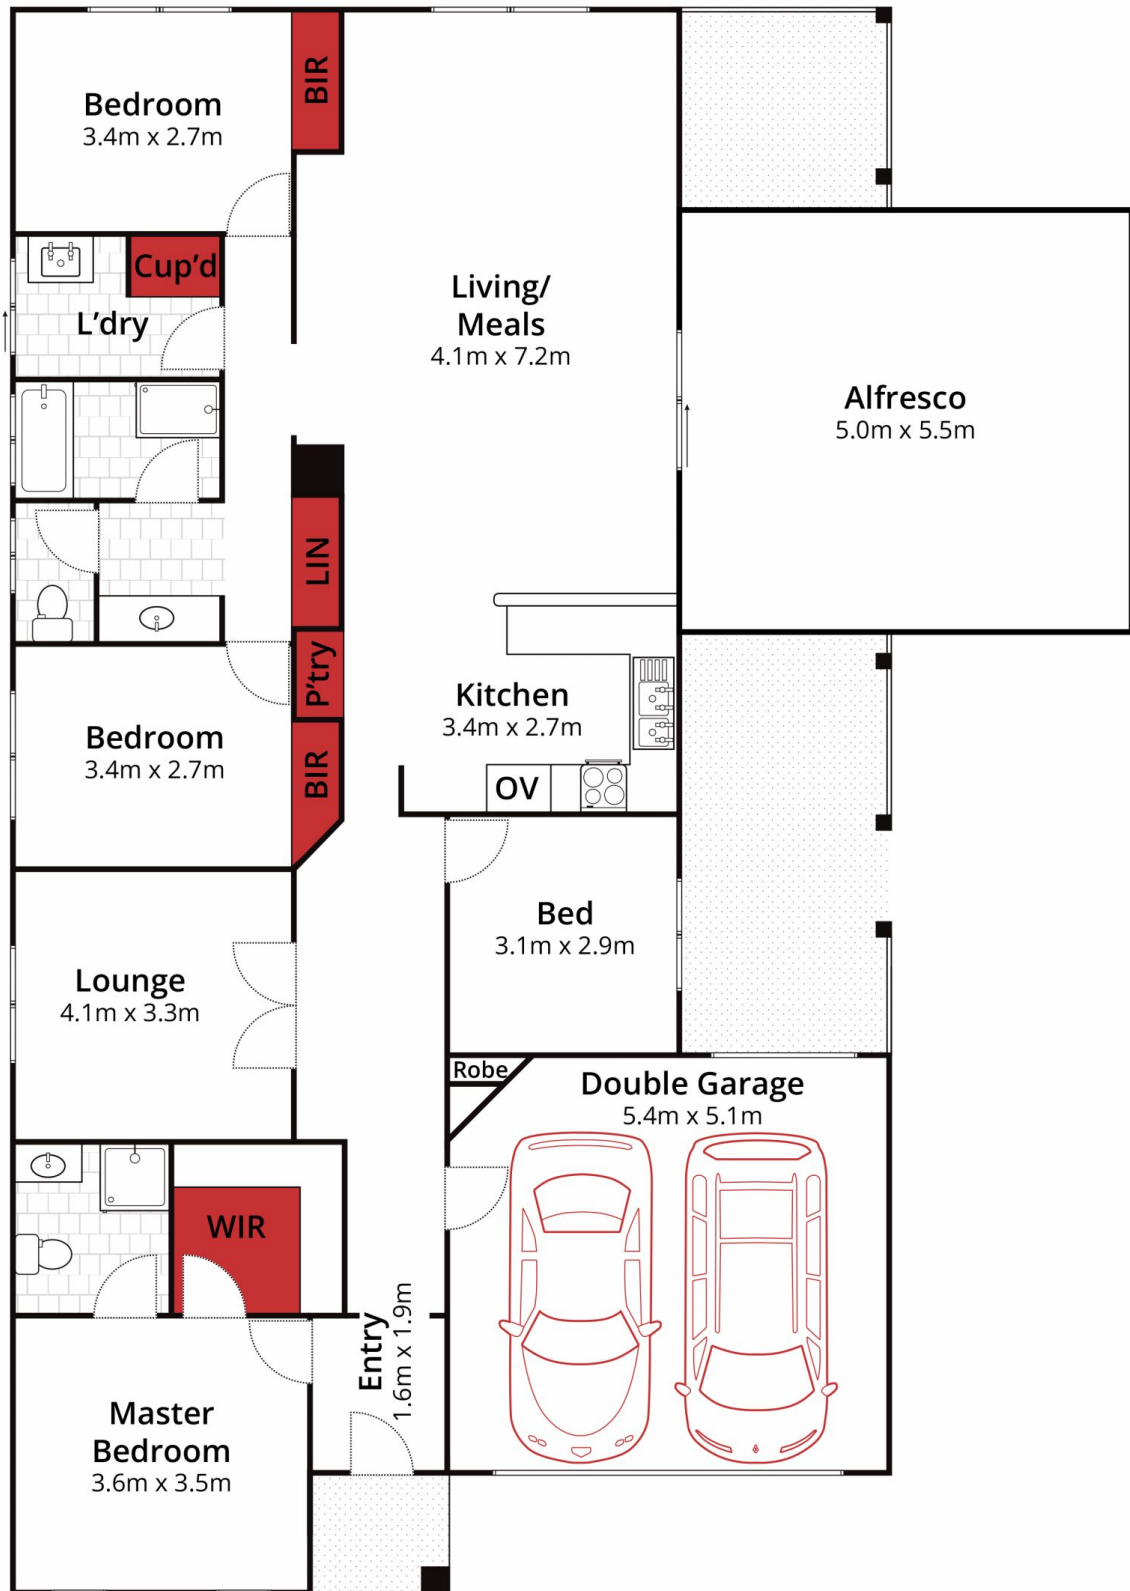 Bedroom
3.4m x 2.7m
BIR
Cup'd
L'dry
Living/
Meals
4.1m x 7.2m
Alfresco
5.0m x 5.5m
LIN
P'try
Kitchen
3.4m x 2.7m
OV
Bedroom
3.4m x 2.7m
BIR
Bed
3.1m x 2.9m
Lounge
4.1m x 3.3m
Robe
Double Garage
5.4m x 5.1m
WIR
Entry
1.6m x 1.9m
Master
Bedroom
3.6m x 3.5m